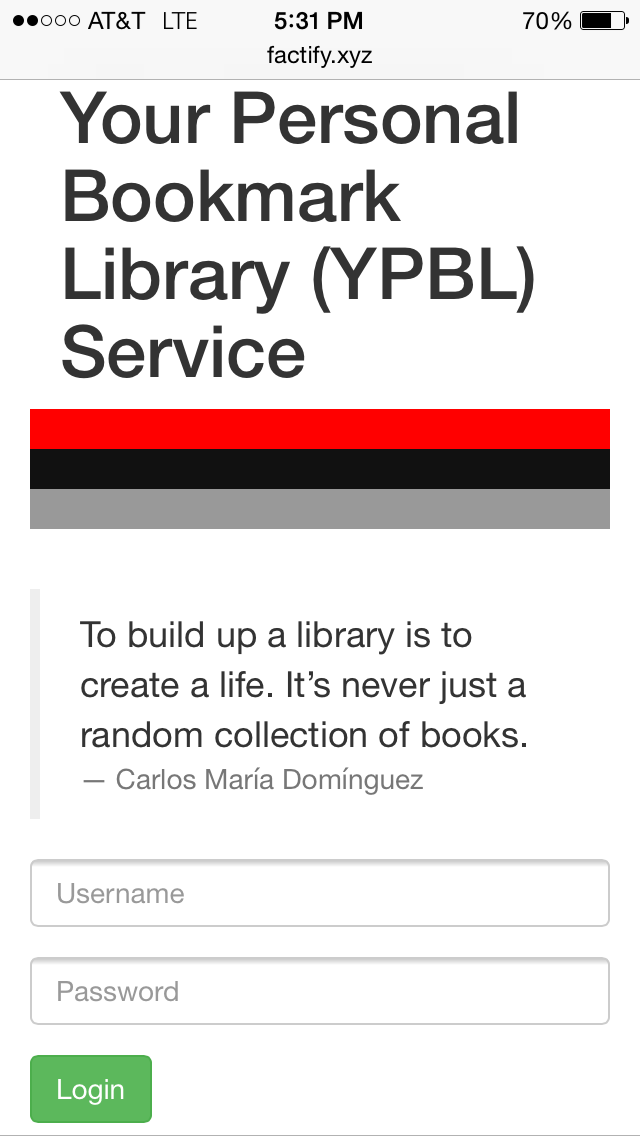 AT&T LTE 5:31 PM 70%
factify.xyz
Your Personal
Bookmark
Library (YPBL)
Service
To build up a library is to
create a life. It’s never just a
random collection of books.
— Carlos María Domínguez
Username
Password
Login